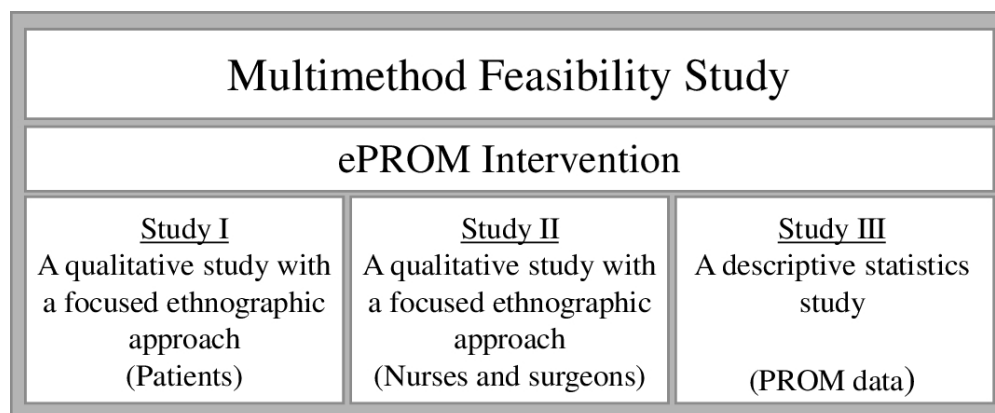 Multimethod Feasibility Study
ePROM Intervention
Study I
A qualitative study with
a focused ethnographic
approach
(Patients)
Study II
A qualitative study with
a focused ethnographic
approach
(Nurses and surgeons)
Study III
A descriptive statistics
study
(PROM data)